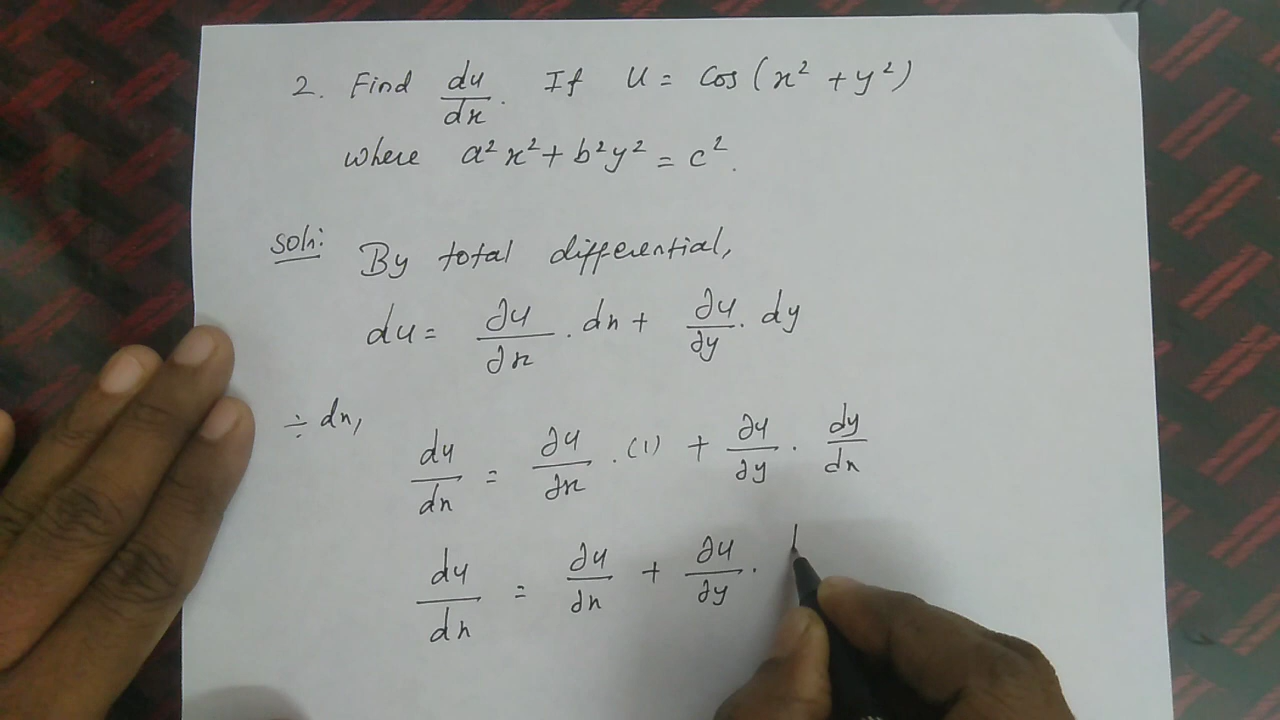 2. Find du/dx. If u = cos(x² + y²)
where a²x² + b²y² = c².
Soln: By total differential,
du = ∂u/∂x . dx + ∂u/∂y . dy
÷ dx,
du/dx = ∂u/∂x . (1) + ∂u/∂y . dy/dx
du/dx = ∂u/∂x + ∂u/∂y .